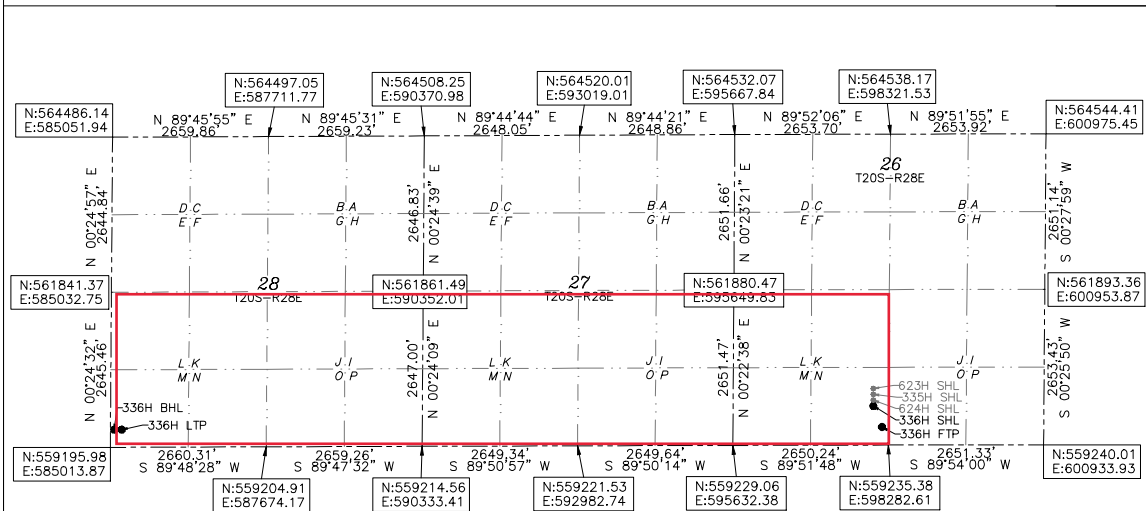 N:564497.05
E:587711.77
N:564508.25
E:590370.98
N:564520.01
E:593019.01
N:564532.07
E:595667.84
N:564538.17
E:598321.53
N:564486.14
E:585051.94
N:564544.41
E:600975.45
N 89°45'55" E
2659.86'
N 89°45'31" E
2659.23'
N 89°44'44" E
2648.05'
N 89°44'21" E
2648.86'
N 89°52'06" E
2653.70'
N 89°51'55" E
2653.92'
26
T20S-R28E
N 00°24'57" E
2644.84'
2646.83'
N 00°24'39" E
2651.66'
N 00°23'21" E
2651.14'
S 00°27'59" W
D C
E F
B A
G H
D C
E F
B A
G H
D C
E F
B A
G H
N:561841.37
E:585032.75
28
T20S-R28E
N:561861.49
E:590352.01
27
T20S-R28E
N:561880.47
E:595649.83
N:561893.36
E:600953.87
N 00°24'32" E
2645.46'
2647.00'
N 00°24'09" E
2651.47'
N 00°22'38" E
2653.43'
S 00°25'50" W
L K
M N
J I
O P
L K
M N
J I
O P
L K
M N
J I
O P
623H SHL
335H SHL
624H SHL
336H SHL
336H FTP
336H BHL
336H LTP
N:559195.98
E:585013.87
2660.31'
S 89°48'28" W
2659.26'
S 89°47'32" W
2649.34'
S 89°50'57" W
2649.64'
S 89°50'14" W
2650.24'
S 89°51'48" W
2651.33'
S 89°54'00" W
N:559240.01
E:600933.93
N:559204.91
E:587674.17
N:559214.56
E:590333.41
N:559221.53
E:592982.74
N:559229.06
E:595632.38
N:559235.38
E:598282.61